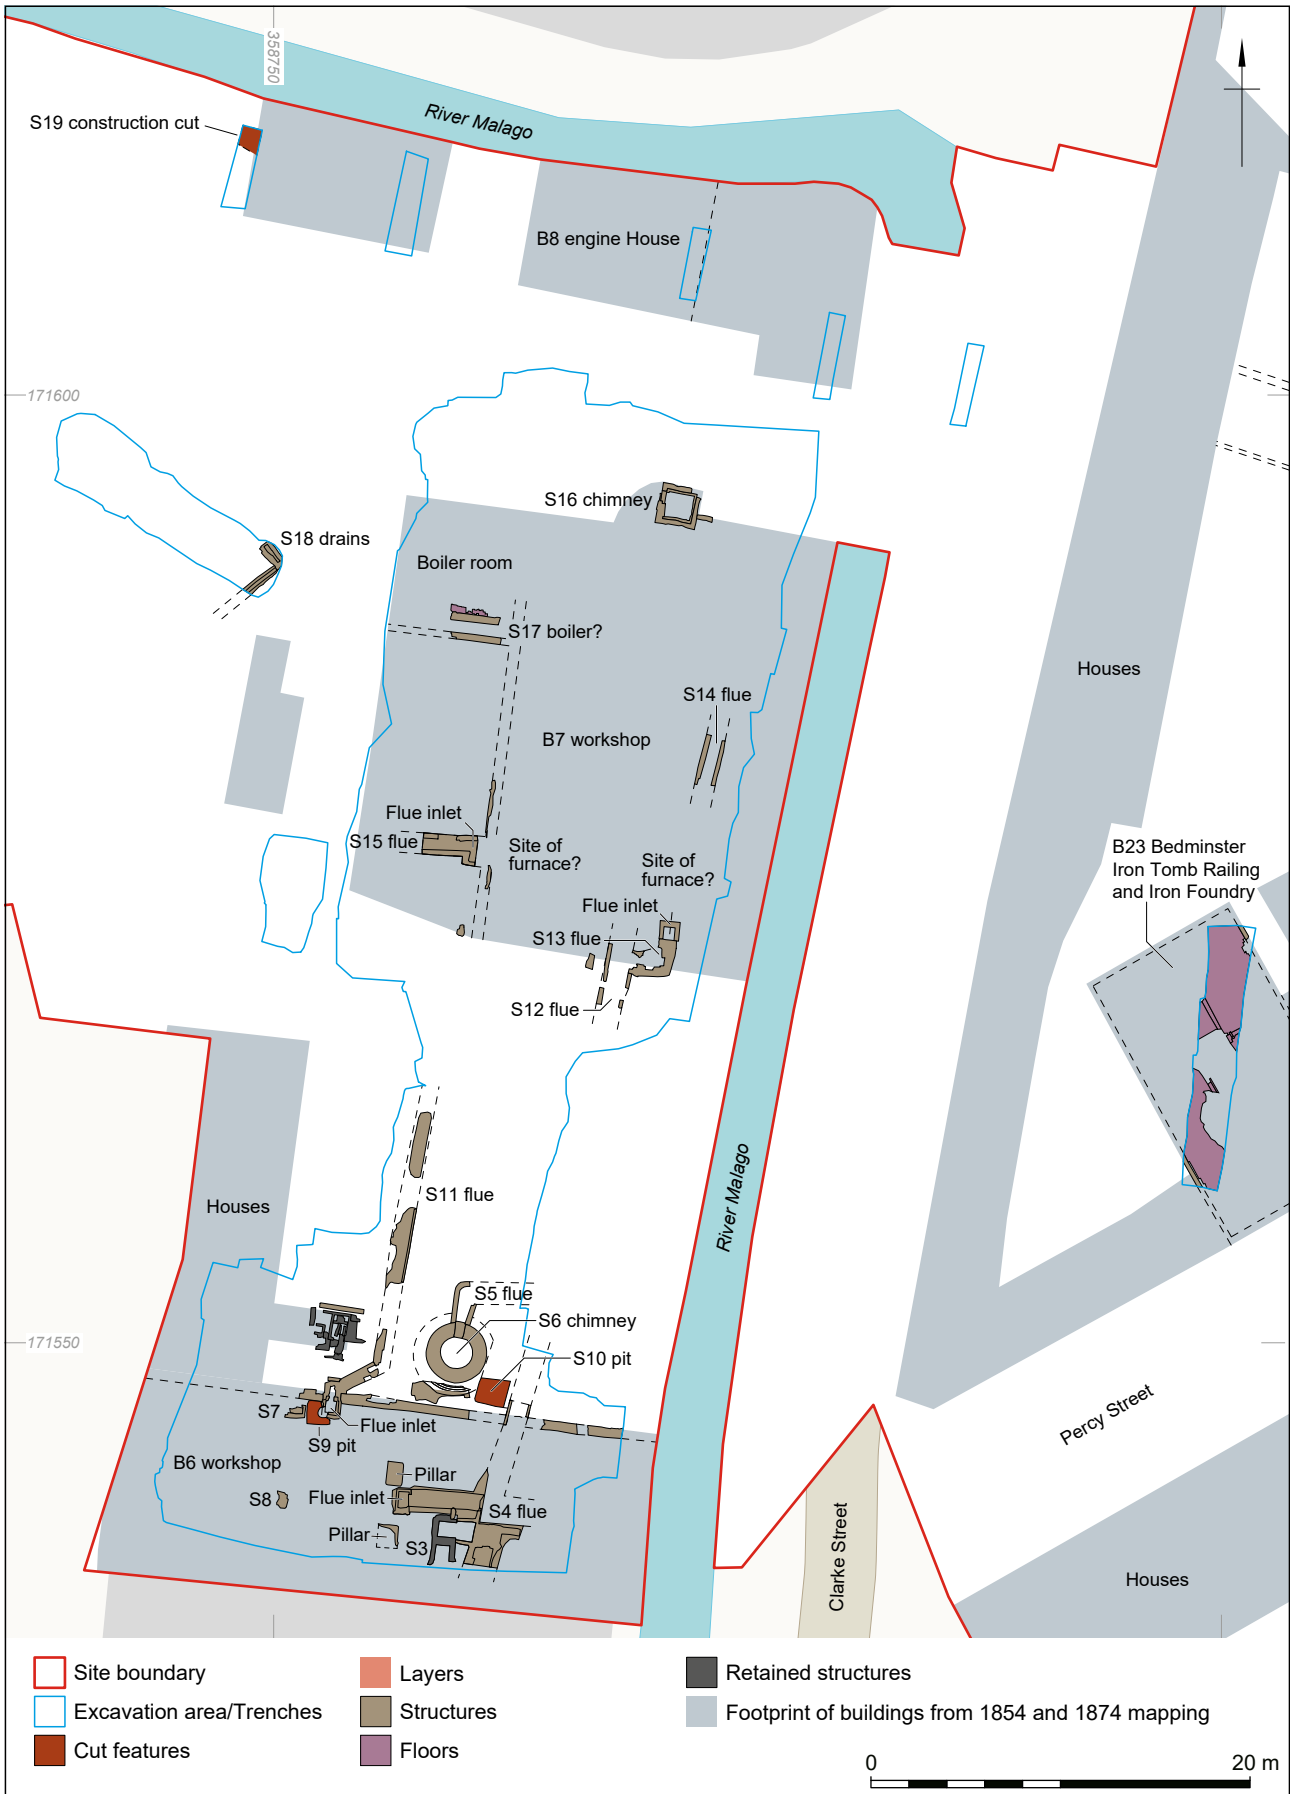 358750
River Malago
S19 construction cut
B8 engine House
171600
S16 chimney
S18 drains
Boiler room
S17 boiler?
Houses
S14 flue
B7 workshop
Flue inlet
S15 flue
Site of
furnace?
Site of
furnace?
B23 Bedminster
Iron Tomb Railing
and Iron Foundry
Flue inlet
S13 flue
S12 flue
River Malago
S11 flue
Houses
S5 flue
S6 chimney
171550
S10 pit
S7
Flue inlet
S9 pit
Percy Street
B6 workshop
Pillar
S8
Flue inlet
S4 flue
Pillar
S3
Clarke Street
Houses
Site boundary
Excavation area/Trenches
Cut features
Layers
Structures
Floors
Retained structures
Footprint of buildings from 1854 and 1874 mapping
0
20 m